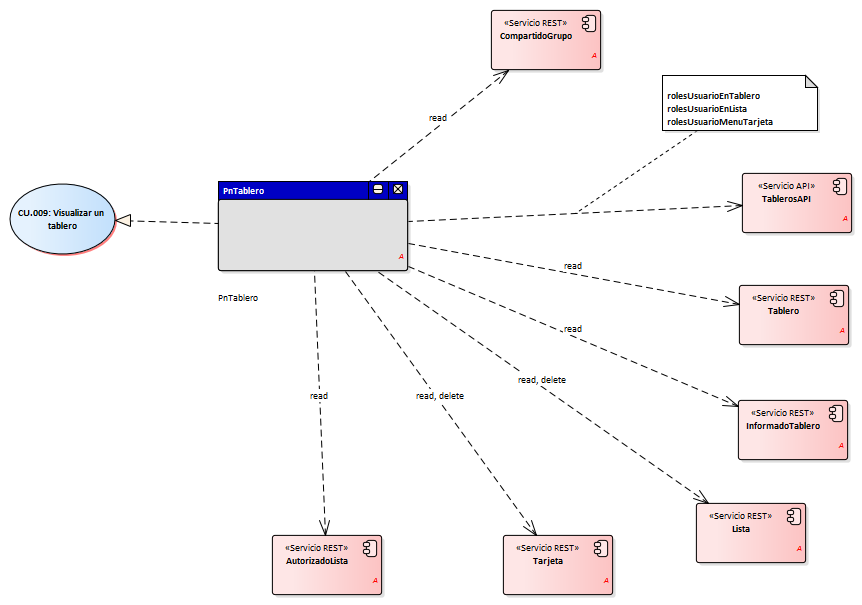 «Servicio REST»
CompartidoGrupo
A
rolesUsuarioEnTablero
rolesUsuarioEnLista
rolesUsuarioMenuTarjeta
read
PnTablero
A
PnTablero
CU.009: Visualizar un
tablero
«Servicio API»
TablerosAPI
A
read
«Servicio REST»
Tablero
A
read
read, delete
read, delete
read
«Servicio REST»
InformadoTablero
A
«Servicio REST»
Lista
A
«Servicio REST»
AutorizadoLista
A
«Servicio REST»
Tarjeta
A